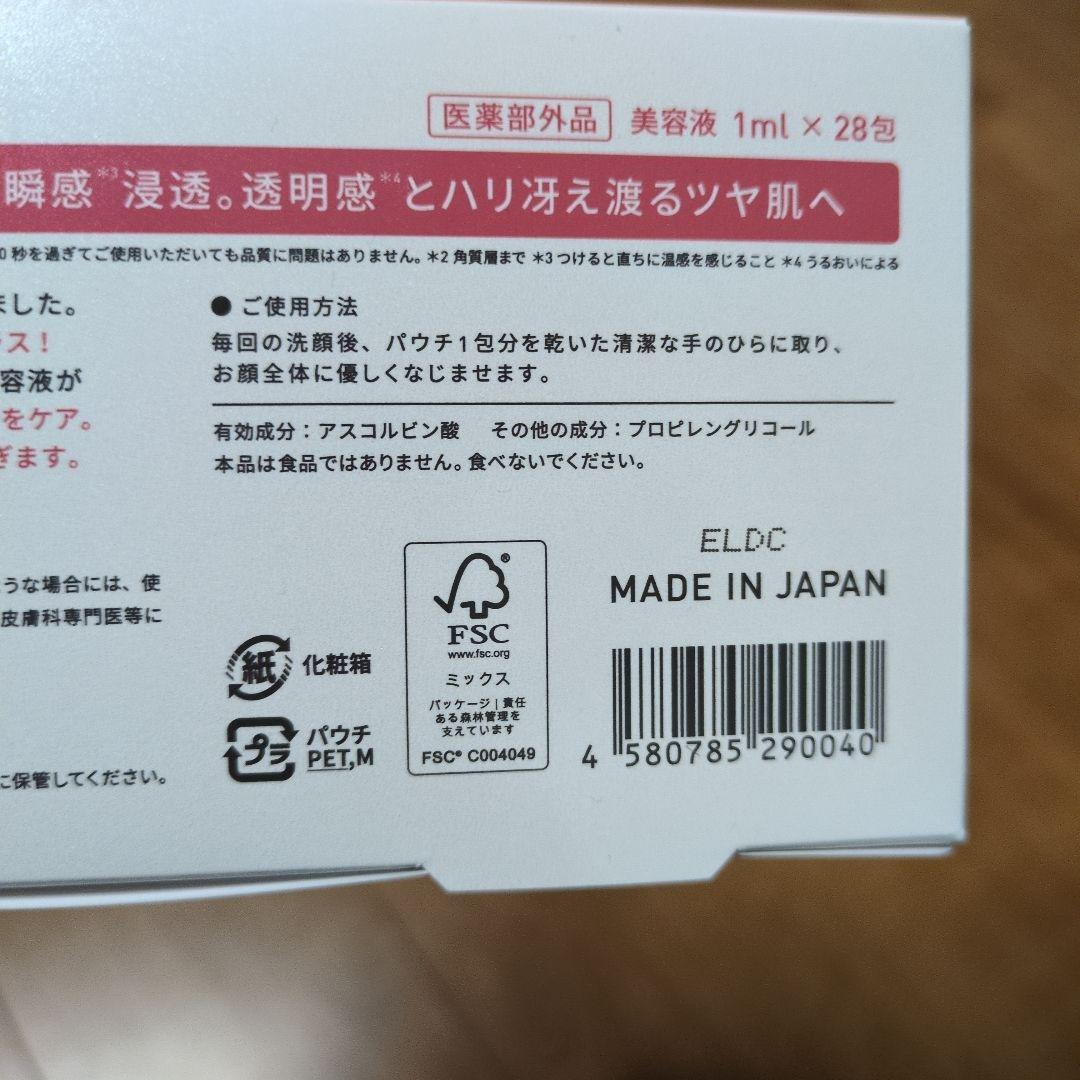 医薬部外品 美容液 1ml × 28包
瞬感*3浸透。透明感*4とハリ冴え渡るツヤ肌へ
0秒を過ぎてご使用いただいても品質に問題はありません。*2 角質層まで *3 つけると直ちに温感を感じること *4 うるおいによる
ました。
ス！
容液が
をケア。
ぎます。
● ご使用方法
毎回の洗顔後、パウチ1包分を乾いた清潔な手のひらに取り、
お顔全体に優しくなじませます。
有効成分：アスコルビン酸 その他の成分：プロピレングリコール
本品は食品ではありません。食べないでください。
うな場合には、使
皮膚科専門医等に
に保管してください。
紙 化粧箱
プラ パウチ
PET,M
FSC®
www.fsc.org
ミックス
パッケージ | 責任
ある森林管理を
支えています
FSC® C004049
ELDC
MADE IN JAPAN
4 580785 290040